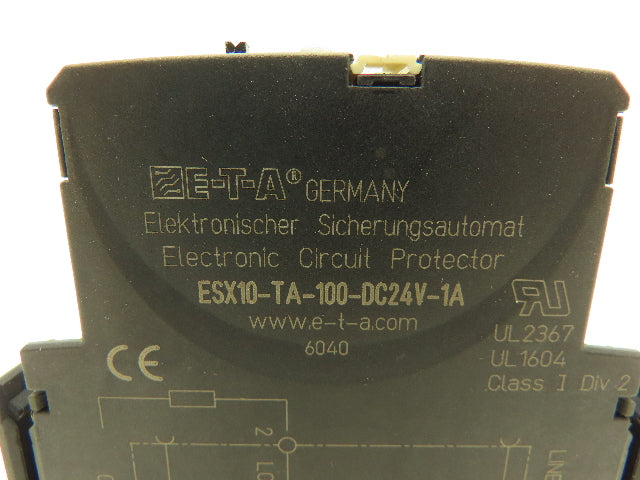 E-T-A® GERMANY
Elektronischer Sicherungsautomat
Electronic Circuit Protector
ESX10-TA-100-DC24V-1A
www.e-t-a.com
6040
CE
UL2367
UL1604
Class I Div 2
2